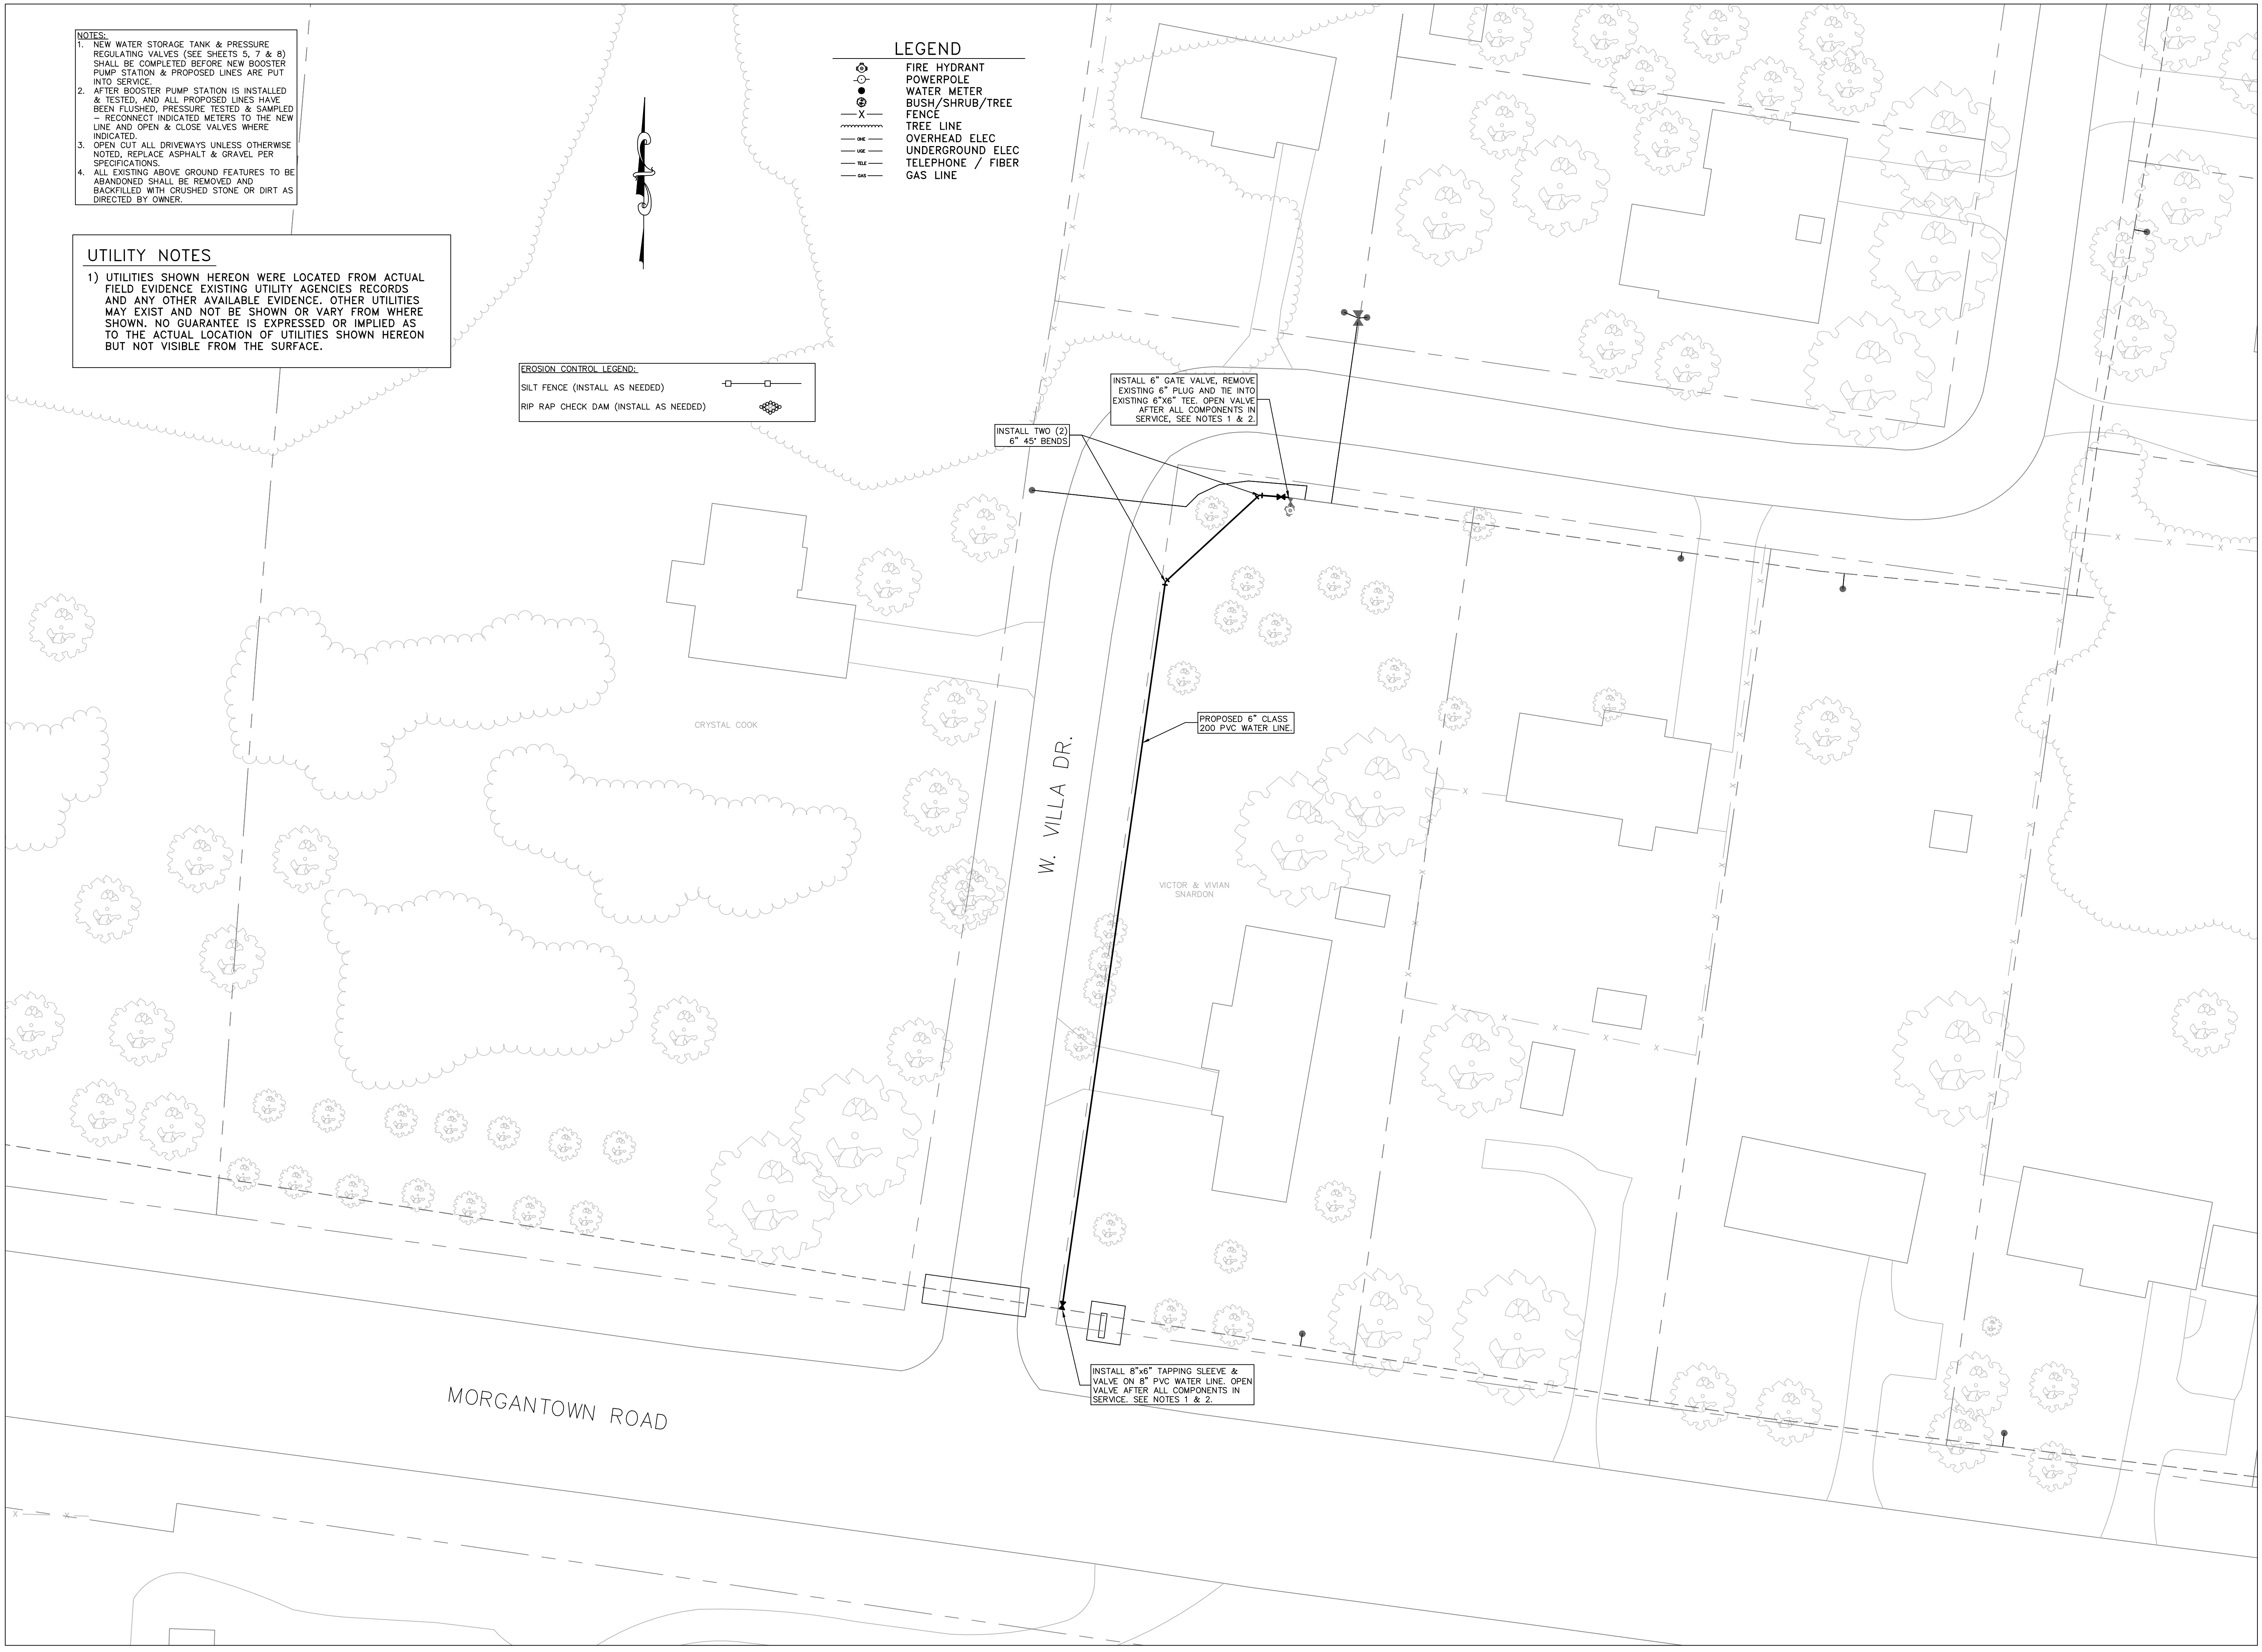 NOTES:
1. NEW WATER STORAGE TANK & PRESSURE
REGULATING VALVES (SEE SHEETS 5, 7 & 8)
SHALL BE COMPLETED BEFORE NEW BOOSTER
PUMP STATION & PROPOSED LINES ARE PUT
INTO SERVICE.
2. AFTER BOOSTER PUMP STATION IS INSTALLED
& TESTED, AND ALL PROPOSED LINES HAVE
BEEN FLUSHED, PRESSURE TESTED & SAMPLED
– RECONNECT INDICATED METERS TO THE NEW
LINE AND OPEN & CLOSE VALVES WHERE
INDICATED.
3. OPEN CUT ALL DRIVEWAYS UNLESS OTHERWISE
NOTED, REPLACE ASPHALT & GRAVEL PER
SPECIFICATIONS.
4. ALL EXISTING ABOVE GROUND FEATURES TO BE
ABANDONED SHALL BE REMOVED AND
BACKFILLED WITH CRUSHED STONE OR DIRT AS
DIRECTED BY OWNER.
UTILITY NOTES
1) UTILITIES SHOWN HEREON WERE LOCATED FROM ACTUAL
FIELD EVIDENCE EXISTING UTILITY AGENCIES RECORDS
AND ANY OTHER AVAILABLE EVIDENCE. OTHER UTILITIES
MAY EXIST AND NOT BE SHOWN OR VARY FROM WHERE
SHOWN. NO GUARANTEE IS EXPRESSED OR IMPLIED AS
TO THE ACTUAL LOCATION OF UTILITIES SHOWN HEREON
BUT NOT VISIBLE FROM THE SURFACE.
LEGEND
FIRE HYDRANT
POWERPOLE
WATER METER
BUSH/SHRUB/TREE
X FENCE
TREE LINE
OHE OVERHEAD ELEC
UGE UNDERGROUND ELEC
TELE TELEPHONE / FIBER
GAS GAS LINE
EROSION CONTROL LEGEND:
SILT FENCE (INSTALL AS NEEDED)
RIP RAP CHECK DAM (INSTALL AS NEEDED)
INSTALL 6" GATE VALVE, REMOVE
EXISTING 6" PLUG AND TIE INTO
EXISTING 6"X6" TEE. OPEN VALVE
AFTER ALL COMPONENTS IN
SERVICE, SEE NOTES 1 & 2.
INSTALL TWO (2)
6" 45° BENDS
CRYSTAL COOK
PROPOSED 6" CLASS
200 PVC WATER LINE.
W. VILLA DR.
VICTOR & VIVIAN
SNARDON
INSTALL 8"x6" TAPPING SLEEVE &
VALVE ON 8" PVC WATER LINE. OPEN
VALVE AFTER ALL COMPONENTS IN
SERVICE. SEE NOTES 1 & 2.
MORGANTOWN ROAD